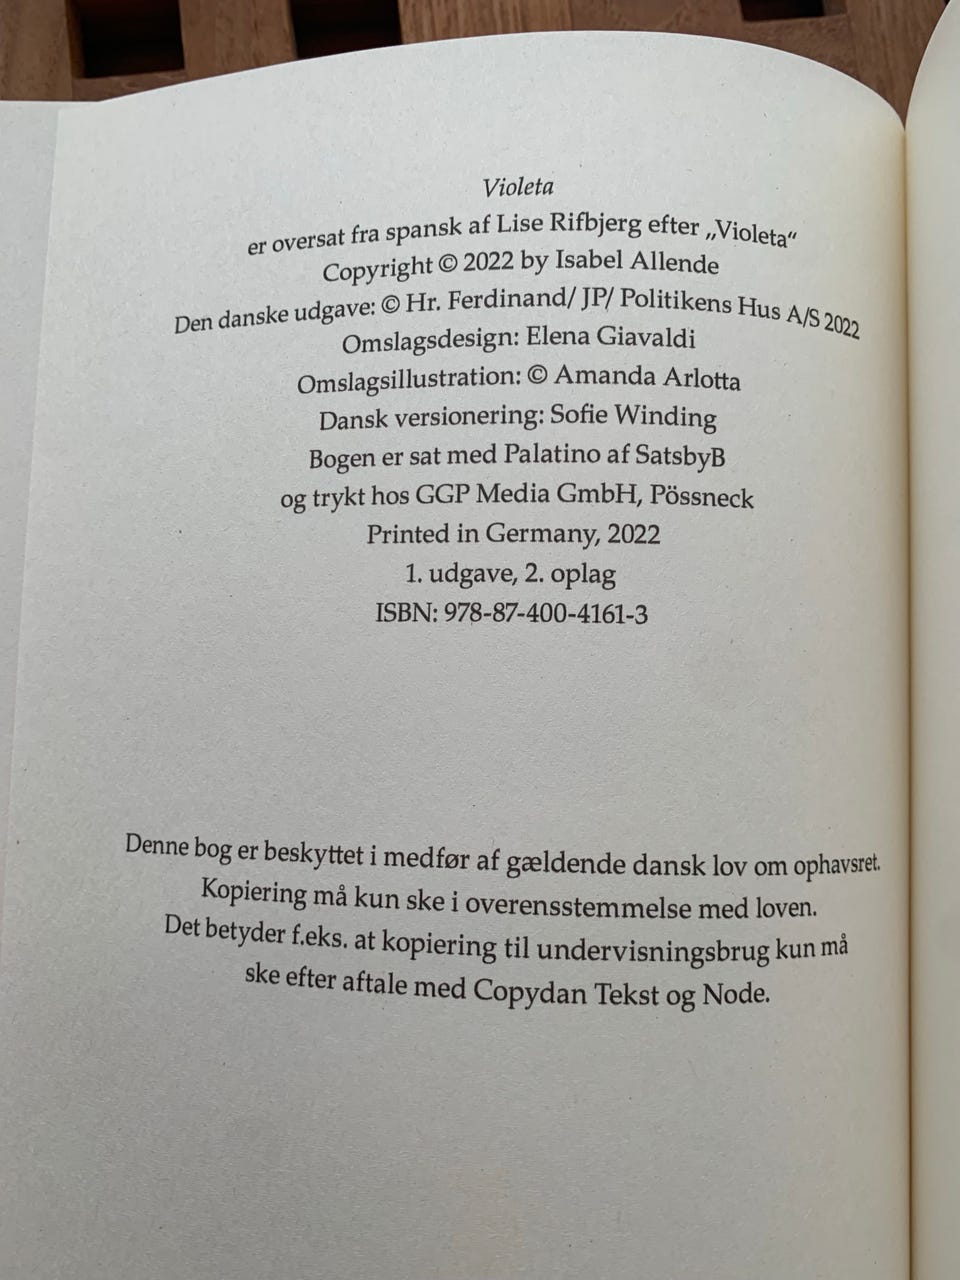 Violeta
er oversat fra spansk af Lise Rifbjerg efter „Violeta“
Copyright © 2022 by Isabel Allende
Den danske udgave: © Hr. Ferdinand/ JP/ Politikens Hus A/S 2022
Omslagsdesign: Elena Giavaldi
Omslagsillustration: © Amanda Arlotta
Dansk versionering: Sofie Winding
Bogen er sat med Palatino af SatsbyB
og trykt hos GGP Media GmbH, Pössneck
Printed in Germany, 2022
1. udgave, 2. oplag
ISBN: 978-87-400-4161-3
Denne bog er beskyttet i medfør af gældende dansk lov om ophavsret.
Kopiering må kun ske i overensstemmelse med loven.
Det betyder f.eks. at kopiering til undervisningsbrug kun må
ske efter aftale med Copydan Tekst og Node.